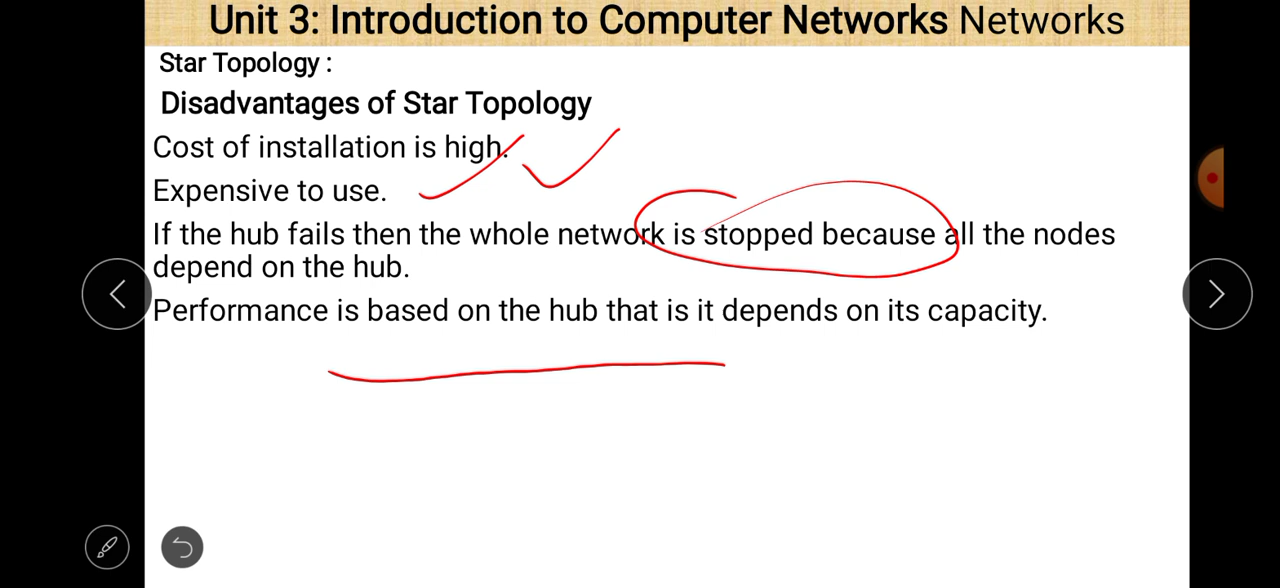 Unit 3: Introduction to Computer Networks Networks
Star Topology :
Disadvantages of Star Topology
Cost of installation is high.
Expensive to use.
If the hub fails then the whole network is stopped because all the nodes
depend on the hub.
Performance is based on the hub that is it depends on its capacity.